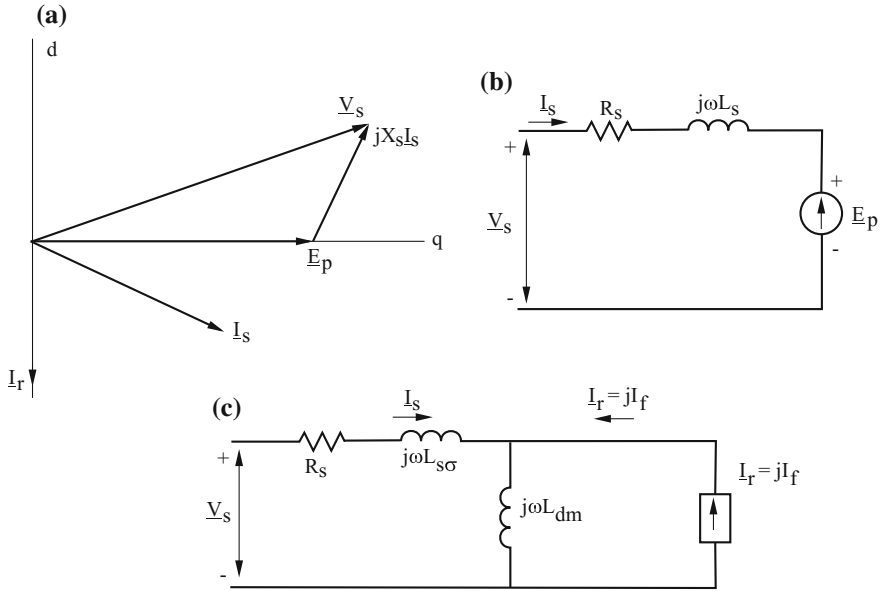 (a)
d
V_s
jX_sI_s
E_p
q
I_s
I_r
(b)
I_s
R_s
jωL_s
+
V_s
-
+
E_p
-
(c)
I_s
I_r = jI_f
+
R_s
jωL_sσ
V_s
-
jωL_dm
I_r = jI_f